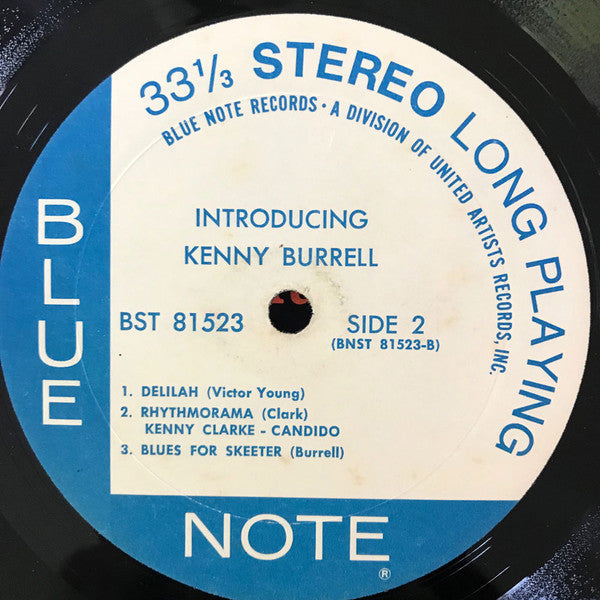 33⅓ STEREO LONG PLAYING
BLUE NOTE RECORDS • A DIVISION OF UNITED ARTISTS RECORDS, INC.
INTRODUCING
KENNY BURRELL
BST 81523
SIDE 2
(BNST 81523-B)
1. DELILAH (Victor Young)
2. RHYTHMORAMA (Clark)
KENNY CLARKE - CANDIDO
3. BLUES FOR SKEETER (Burrell)
BLUE
NOTE
®